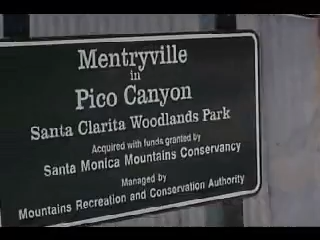 Mentryville
in
Pico Canyon
Santa Clarita Woodlands Park
Acquired with funds granted by
Santa Monica Mountains Conservancy
Managed by
Mountains Recreation and Conservation Authority